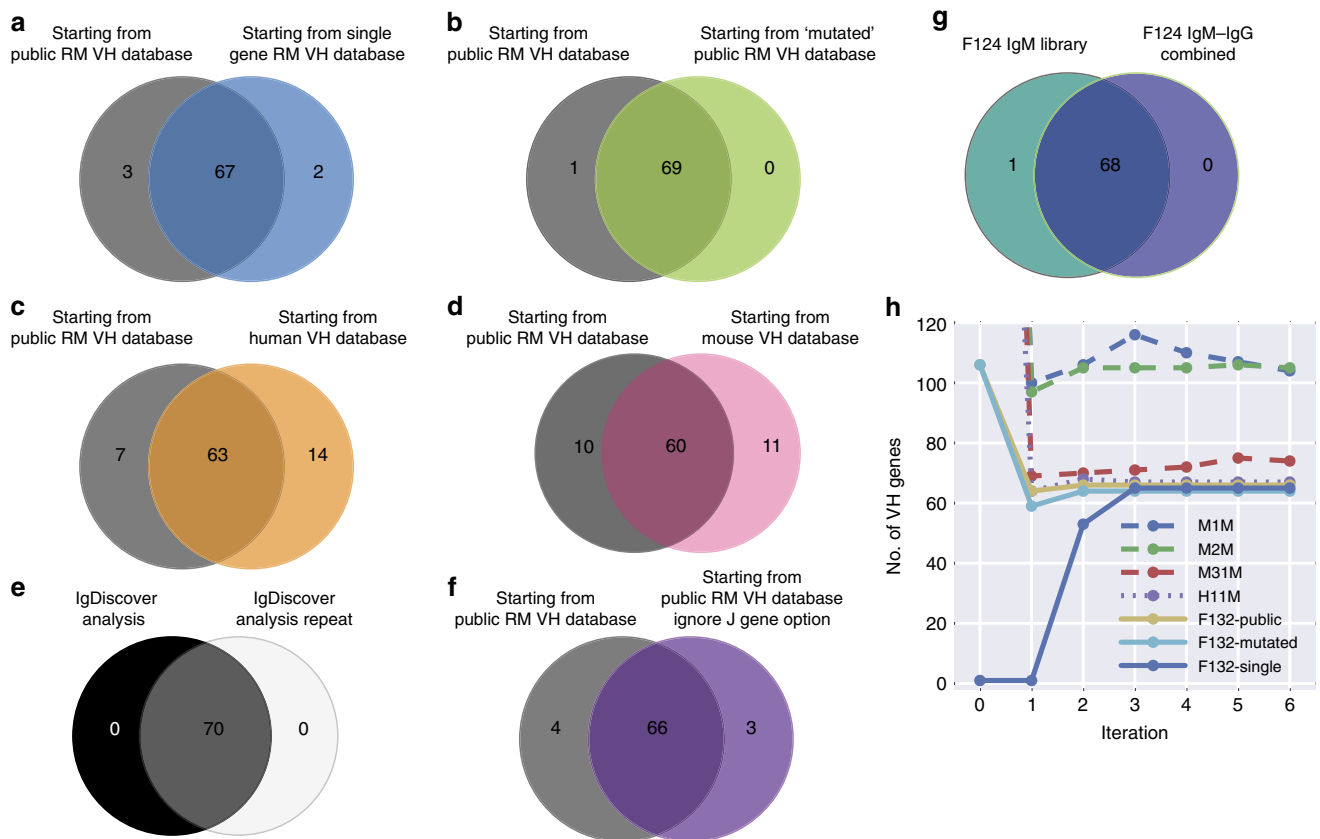 a
Starting from
public RM VH database
Starting from single
gene RM VH database
3
67
2
b
Starting from
public RM VH database
Starting from ‘mutated’
public RM VH database
1
69
0
c
Starting from
public RM VH database
Starting from
human VH database
7
63
14
d
Starting from
public RM VH database
Starting from
mouse VH database
10
60
11
e
IgDiscover
analysis
IgDiscover
analysis repeat
0
70
0
f
Starting from
public RM VH database
Starting from
public RM VH database
ignore J gene option
4
66
3
g
F124 IgM library
F124 IgM–IgG
combined
1
68
0
h
No. of VH genes
120
100
80
60
40
20
0
M1M
M2M
M31M
H11M
F132-public
F132-mutated
F132-single
0 1 2 3 4 5 6
Iteration